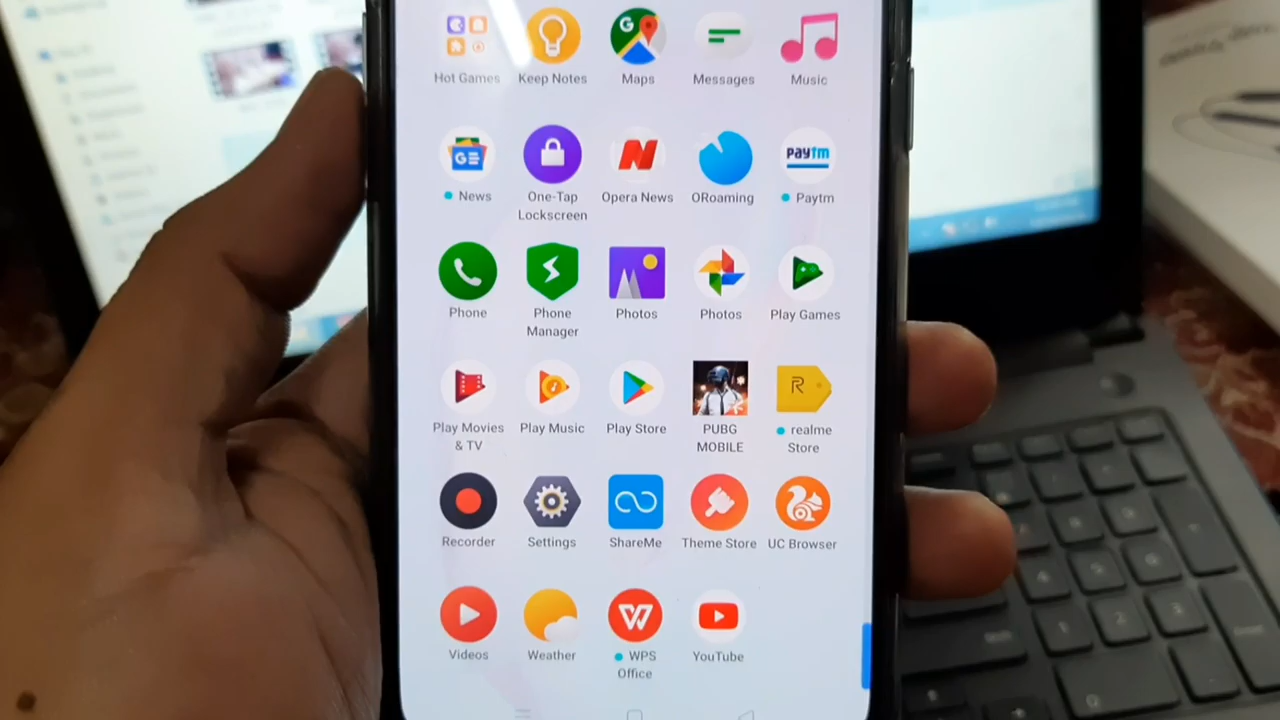 Hot Games Keep Notes Maps Messages Music
GE
News One-Tap Lockscreen Opera News ORoaming Paytm
paytm
Phone Phone Manager Photos Photos Play Games
Play Movies & TV Play Music Play Store PUBG MOBILE realme Store
R
Recorder Settings ShareMe Theme Store UC Browser
Videos Weather WPS Office YouTube